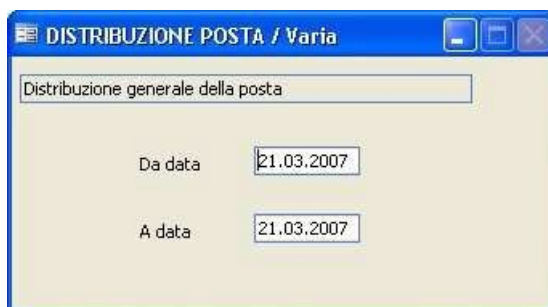 DISTRIBUZIONE POSTA / Varia
Distribuzione generale della posta
Da data 21.03.2007
A data 21.03.2007